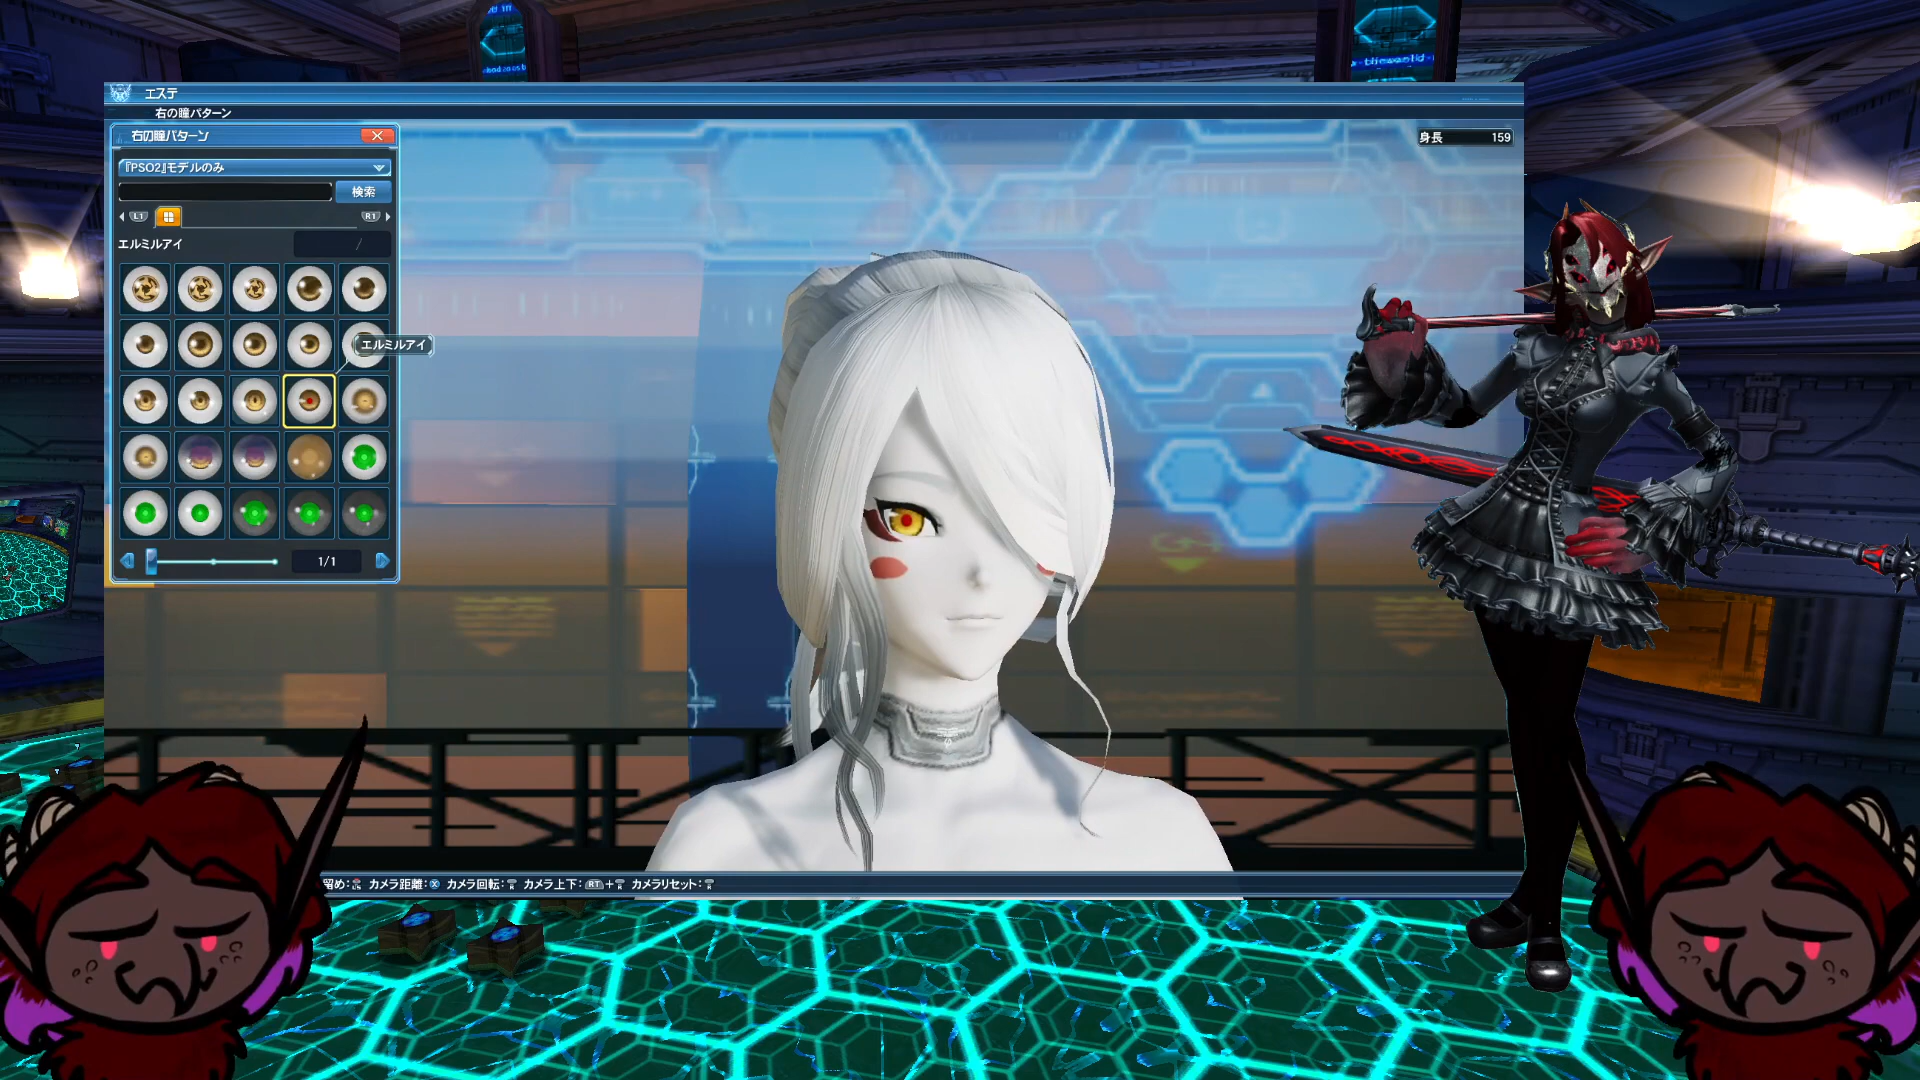 エステ
右の瞳パターン
右の瞳パターン
身長 159
『PSO2』モデルのみ
検索
L1
R1
エルミルアイ
/
エルミルアイ
1/1
留め: カメラ距離: カメラ回転: カメラ上下:RT+ カメラリセット: